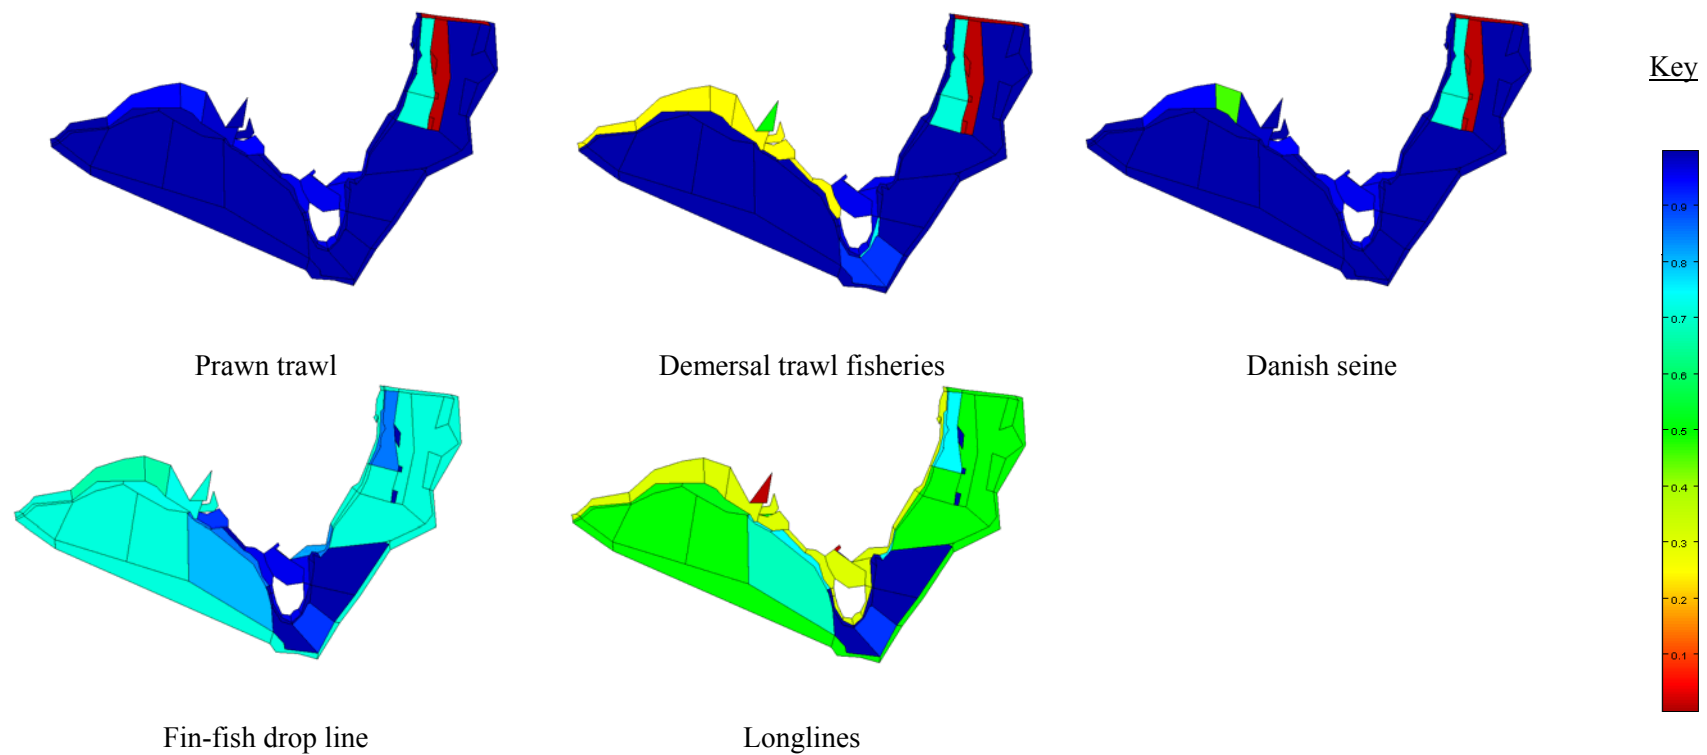 Key
Prawn trawl
Demersal trawl fisheries
Danish seine
0.9
0.8
0.7
0.6
0.5
0.4
0.3
0.2
0.1
Fin-fish drop line
Longlines